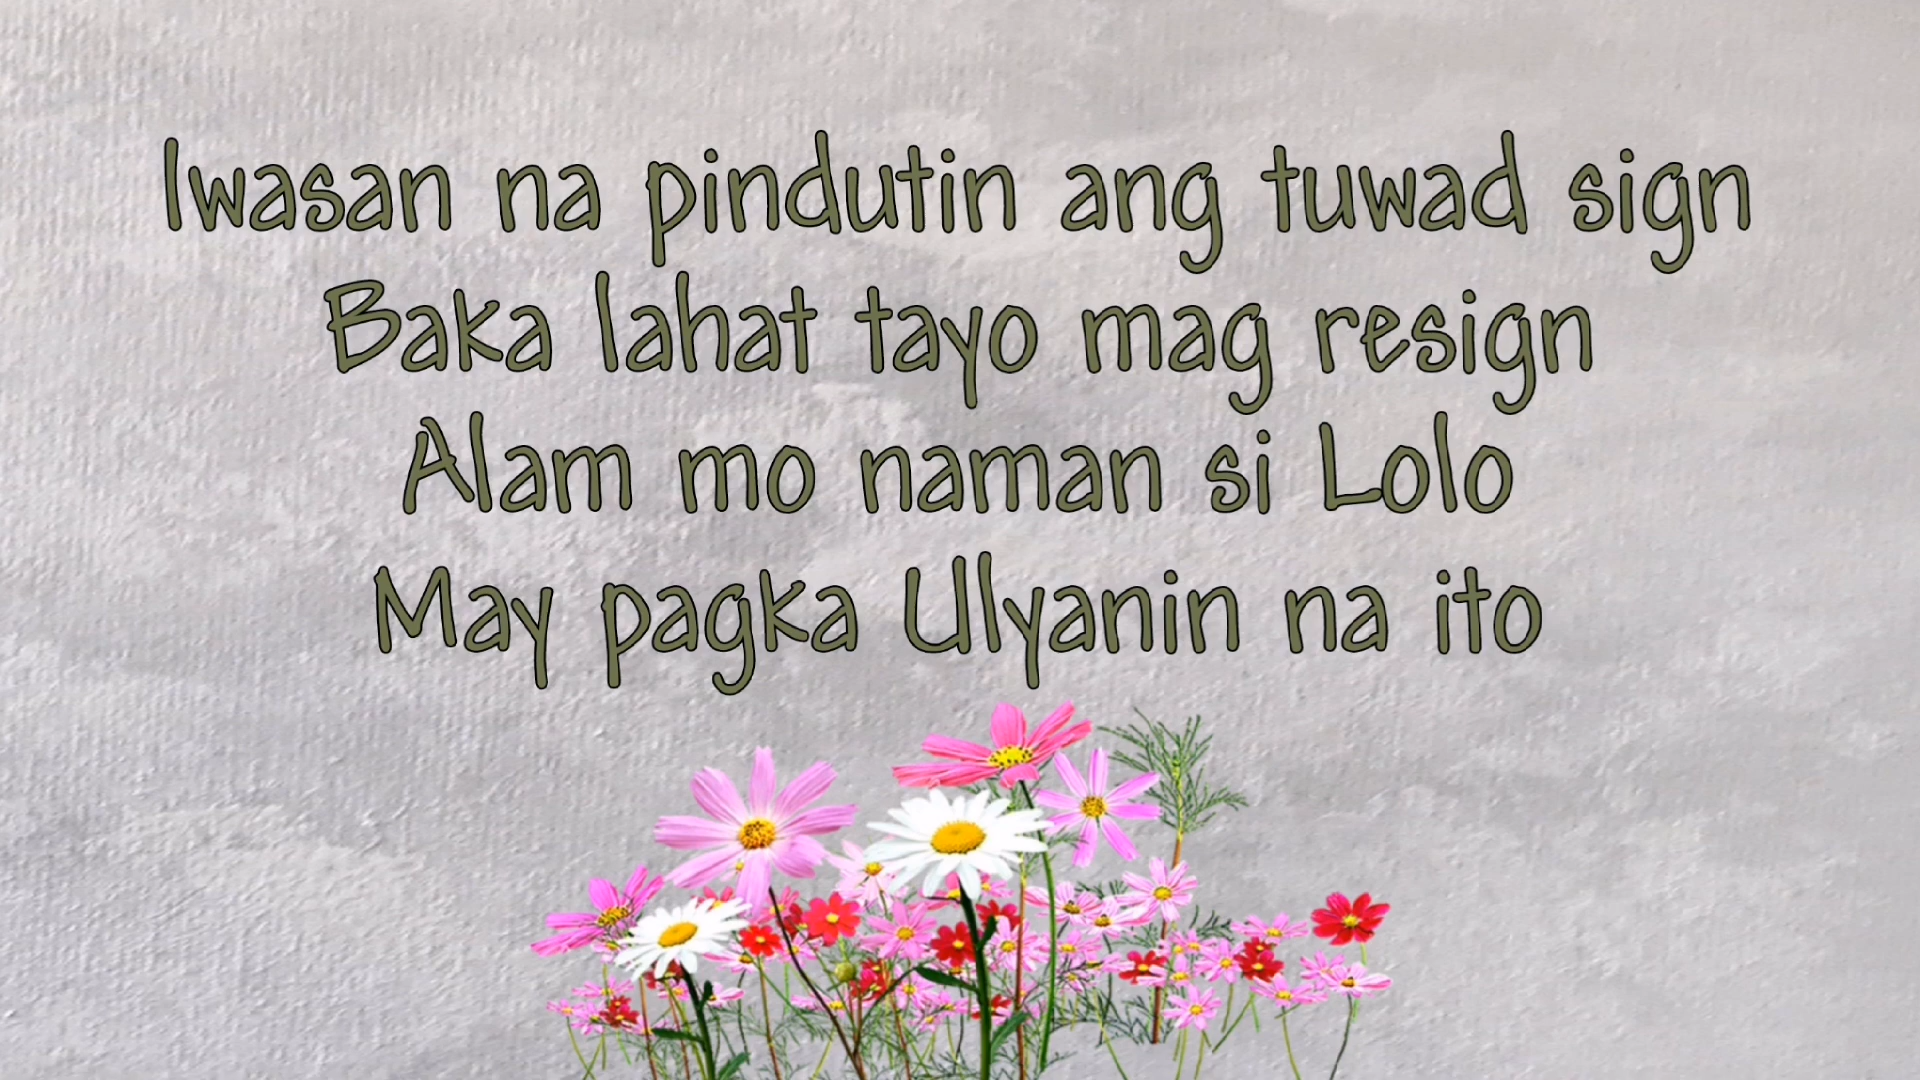 Iwasan na pindutin ang tuwad sign
Baka lahat tayo mag resign
Alam mo naman si Lolo
May pagka Ulyanin na ito